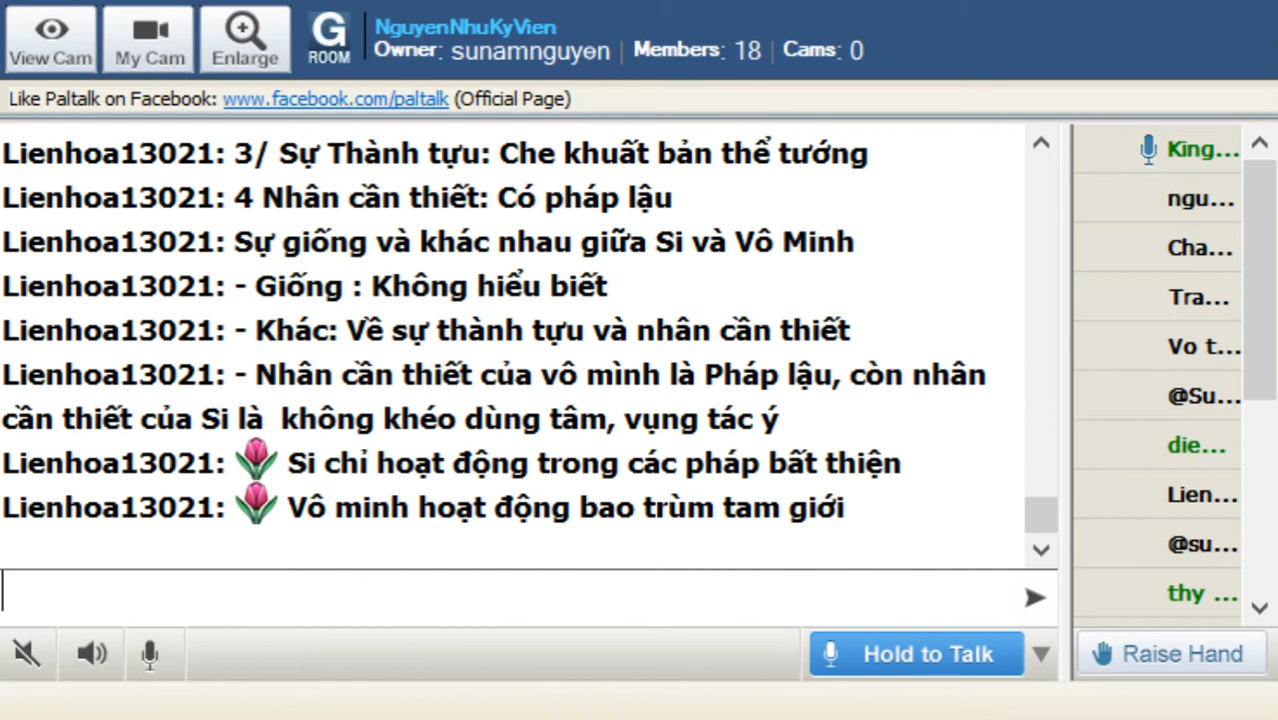 View Cam
My Cam
Enlarge
G
ROOM
NguyenNhuKyVien
Owner: sunamnguyen | Members: 18 | Cams: 0
Like Paltalk on Facebook: www.facebook.com/paltalk (Official Page)
Lienhoa13021: 3/ Sự Thành tựu: Che khuất bản thể tướng
Lienhoa13021: 4 Nhân cần thiết: Có pháp lậu
Lienhoa13021: Sự giống và khác nhau giữa Si và Vô Minh
Lienhoa13021: - Giống : Không hiểu biết
Lienhoa13021: - Khác: Về sự thành tựu và nhân cần thiết
Lienhoa13021: - Nhân cần thiết của vô mình là Pháp lậu, còn nhân
cần thiết của Si là  không khéo dùng tâm, vụng tác ý
Lienhoa13021: Si chỉ hoạt động trong các pháp bất thiện
Lienhoa13021: Vô minh hoạt động bao trùm tam giới
King...
ngu...
Cha...
Tra...
Vo t...
@Su...
die...
Lien...
@su...
thy ...
Hold to Talk
Raise Hand